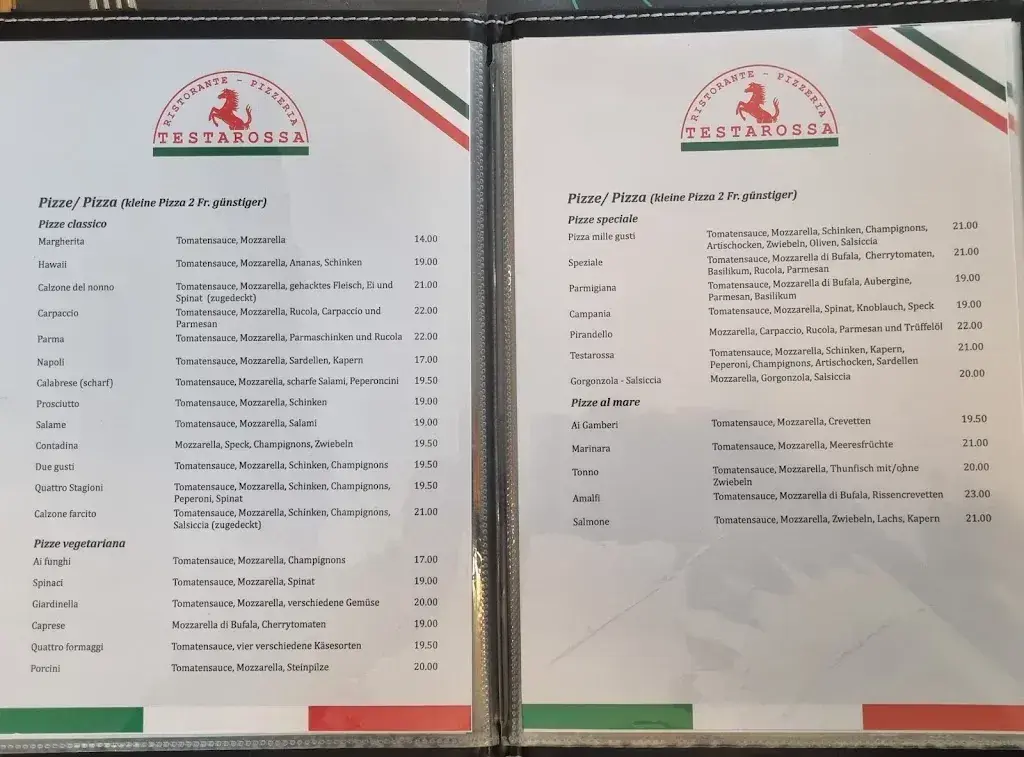 RISTORANTE - PIZZERIA
TESTAROSSA
Pizze/ Pizza (kleine Pizza 2 Fr. günstiger)
Pizze classico
Margherita Tomatensauce, Mozzarella 14.00
Hawaii Tomatensauce, Mozzarella, Ananas, Schinken 19.00
Calzone del nonno Tomatensauce, Mozzarella, gehacktes Fleisch, Ei und 21.00
Spinat (zugedeckt)
Carpaccio Tomatensauce, Mozzarella, Rucola, Carpaccio und 22.00
Parmesan
Parma Tomatensauce, Mozzarella, Parmaschinken und Rucola 22.00
Napoli Tomatensauce, Mozzarella, Sardellen, Kapern 17.00
Calabrese (scharf) Tomatensauce, Mozzarella, scharfe Salami, Peperoncini 19.50
Prosciutto Tomatensauce, Mozzarella, Schinken 19.00
Salame Tomatensauce, Mozzarella, Salami 19.00
Contadina Mozzarella, Speck, Champignons, Zwiebeln 19.50
Due gusti Tomatensauce, Mozzarella, Schinken, Champignons 19.50
Quattro Stagioni Tomatensauce, Mozzarella, Schinken, Champignons, 19.50
Peperoni, Spinat
Calzone farcito Tomatensauce, Mozzarella, Schinken, Champignons, 21.00
Salsiccia (zugedeckt)
Pizze vegetariana
Ai funghi Tomatensauce, Mozzarella, Champignons 17.00
Spinaci Tomatensauce, Mozzarella, Spinat 19.00
Giardinella Tomatensauce, Mozzarella, verschiedene Gemüse 20.00
Caprese Mozzarella di Bufala, Cherrytomaten 19.00
Quattro formaggi Tomatensauce, vier verschiedene Käsesorten 19.50
Porcini Tomatensauce, Mozzarella, Steinpilze 20.00
RISTORANTE - PIZZERIA
TESTAROSSA
Pizze/ Pizza (kleine Pizza 2 Fr. günstiger)
Pizze speciale
Pizza mille gusti Tomatensauce, Mozzarella, Schinken, Champignons, 21.00
Artischocken, Zwiebeln, Oliven, Salsiccia
Speziale Tomatensauce, Mozzarella di Bufala, Cherrytomaten, 21.00
Basilikum, Rucola, Parmesan
Parmigiana Tomatensauce, Mozzarella di Bufala, Aubergine, 19.00
Parmesan, Basilikum
Campania Tomatensauce, Mozzarella, Spinat, Knoblauch, Speck 19.00
Pirandello Mozzarella, Carpaccio, Rucola, Parmesan und Trüffelöl 22.00
Testarossa Tomatensauce, Mozzarella, Schinken, Kapern, 21.00
Peperoni, Champignons, Artischocken, Sardellen
Gorgonzola - Salsiccia Mozzarella, Gorgonzola, Salsiccia 20.00
Pizze al mare
Ai Gamberi Tomatensauce, Mozzarella, Crevetten 19.50
Marinara Tomatensauce, Mozzarella, Meeresfrüchte 21.00
Tonno Tomatensauce, Mozzarella, Thunfisch mit/ohne 20.00
Zwiebeln
Amalfi Tomatensauce, Mozzarella di Bufala, Rissencrevetten 23.00
Salmone Tomatensauce, Mozzarella, Zwiebeln, Lachs, Kapern 21.00